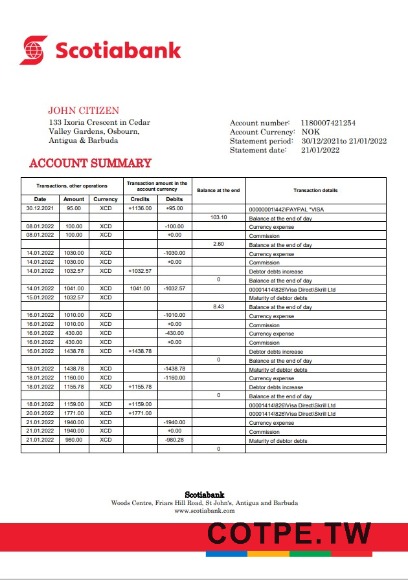 Scotiabank
JOHN CITIZEN
133 Ixoria Crescent in Cedar
Valley Gardens, Osbourn,
Antigua & Barbuda
Account number: 1180007421254
Account Currency: NOK
Statement period: 30/12/2021to 21/01/2022
Statement date: 21/01/2022
ACCOUNT SUMMARY
Transactions, other operations Transaction amount in the account currency Balance at the end Transaction details
Date Amount Currency Credits Debits
30.12.2021 95.00 XCD +1136.00 +95.00 00000001442\PAYPAL *VISA
103.10 Balance at the end of day
08.01.2022 100.00 XCD -100.00 Currency expense
08.01.2022 100.00 XCD +0.00 Commission
2.60 Balance at the end of day
14.01.2022 1030.00 XCD -1030.00 Currency expense
14.01.2022 1030.00 XCD +0.00 Commission
14.01.2022 1032.57 XCD +1032.57 Debtor debts increase
0 Balance at the end of day
14.01.2022 1041.00 XCD 1041.00 -1032.57 00001414\826\Visa Direct\Skrill Ltd
15.01.2022 1032.57 XCD Maturity of debtor debts
8.43 Balance at the end of day
16.01.2022 1010.00 XCD -1010.00 Currency expense
16.01.2022 1010.00 XCD +0.00 Commission
16.01.2022 430.00 XCD -430.00 Currency expense
16.01.2022 430.00 XCD +0.00 Commission
16.01.2022 1438.78 XCD +1438.78 Debtor debts increase
0 Balance at the end of day
18.01.2022 1438.78 XCD -1438.78 Maturity of debtor debts
18.01.2022 1160.00 XCD -1160.00 Currency expense
18.01.2022 1155.78 XCD +1155.78 Debtor debts increase
0 Balance at the end of day
18.01.2022 1159.00 XCD +1159.00 00001414\826\Visa Direct\Skrill Ltd
20.01.2022 1771.00 XCD +1771.00 00001414\826\Visa Direct\Skrill Ltd
21.01.2022 1940.00 XCD -1940.00 Currency expense
21.01.2022 1940.00 XCD +0.00 Commission
21.01.2022 980.00 XCD -980.28 Maturity of debtor debts
0
Scotiabank
Woods Centre, Friars Hill Road, St John's, Antigua and Barbuda
www.scotiabank.com
COTPE.TW